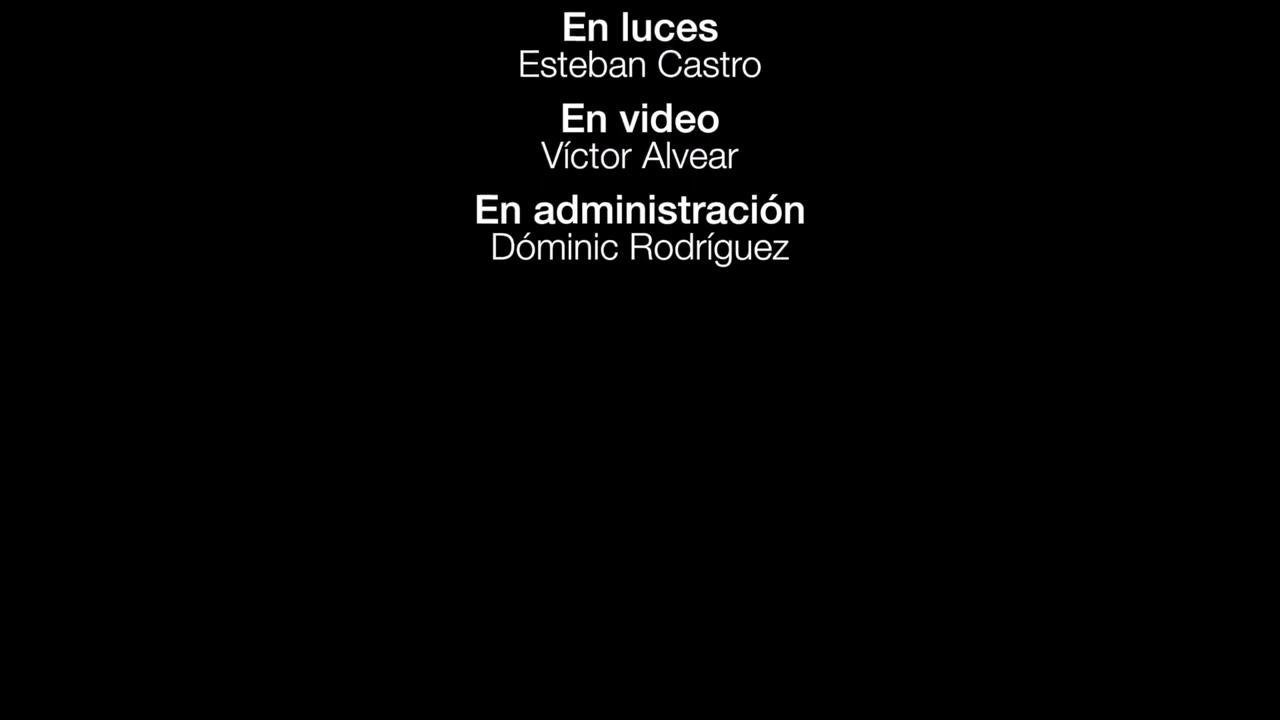 En luces
Esteban Castro
En video
Víctor Alvear
En administración
Dóminic Rodríguez